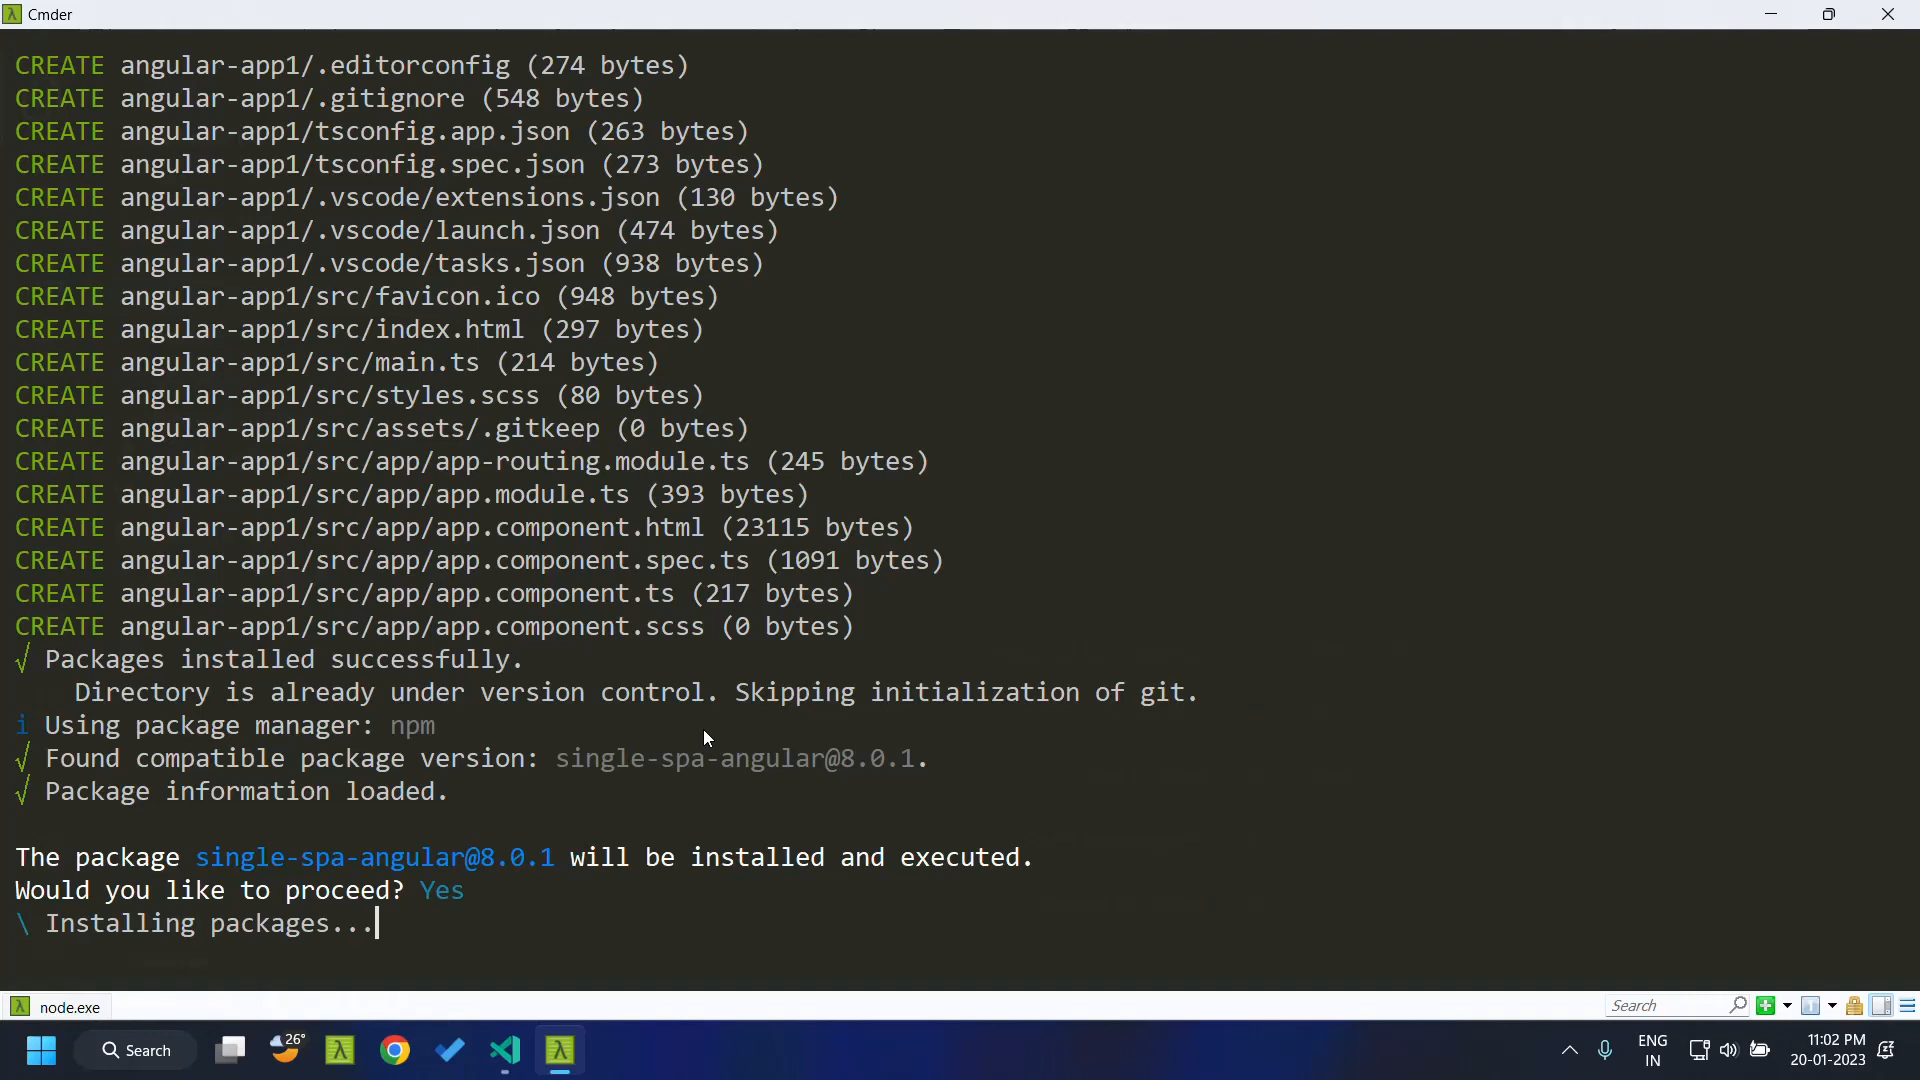 Cmder
CREATE angular-app1/.editorconfig (274 bytes)
CREATE angular-app1/.gitignore (548 bytes)
CREATE angular-app1/tsconfig.app.json (263 bytes)
CREATE angular-app1/tsconfig.spec.json (273 bytes)
CREATE angular-app1/.vscode/extensions.json (130 bytes)
CREATE angular-app1/.vscode/launch.json (474 bytes)
CREATE angular-app1/.vscode/tasks.json (938 bytes)
CREATE angular-app1/src/favicon.ico (948 bytes)
CREATE angular-app1/src/index.html (297 bytes)
CREATE angular-app1/src/main.ts (214 bytes)
CREATE angular-app1/src/styles.scss (80 bytes)
CREATE angular-app1/src/assets/.gitkeep (0 bytes)
CREATE angular-app1/src/app/app-routing.module.ts (245 bytes)
CREATE angular-app1/src/app/app.module.ts (393 bytes)
CREATE angular-app1/src/app/app.component.html (23115 bytes)
CREATE angular-app1/src/app/app.component.spec.ts (1091 bytes)
CREATE angular-app1/src/app/app.component.ts (217 bytes)
CREATE angular-app1/src/app/app.component.scss (0 bytes)
√ Packages installed successfully.
Directory is already under version control. Skipping initialization of git.
i Using package manager: npm
√ Found compatible package version: single-spa-angular@8.0.1.
√ Package information loaded.
The package single-spa-angular@8.0.1 will be installed and executed.
Would you like to proceed? Yes
\ Installing packages...
λ node.exe
Search
Search
26°
ENG
IN
11:02 PM
20-01-2023